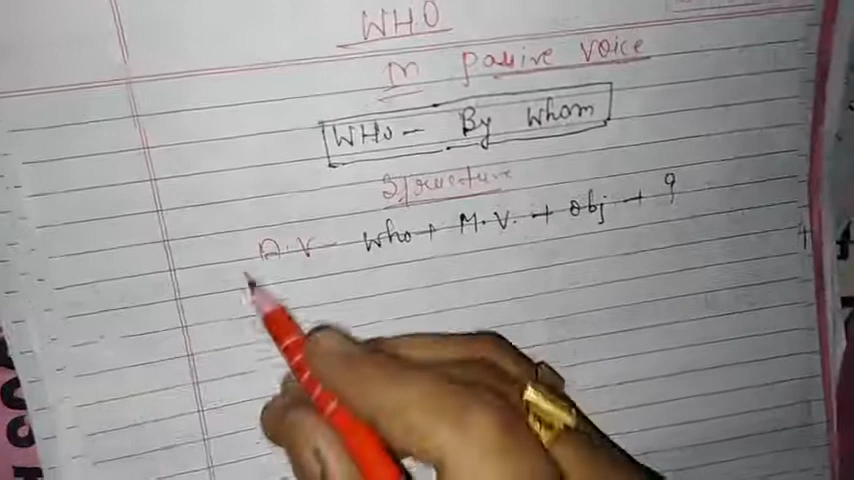 WHO
In Passive Voice
WHO - By Whom
Structure
A.V - Who + M.V. + obj + ?